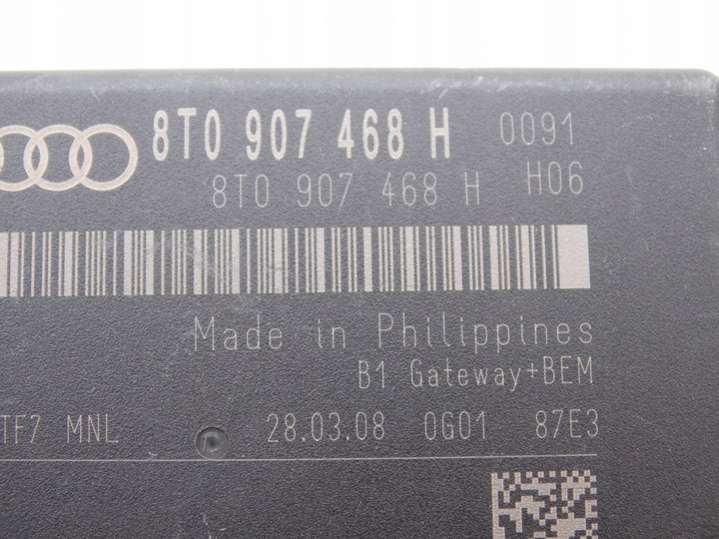 8T0 907 468 H 0091
8T0 907 468 H H06
Made in Philippines
B1 Gateway+BEM
TF7 MNL 28.03.08 0G01 87E3